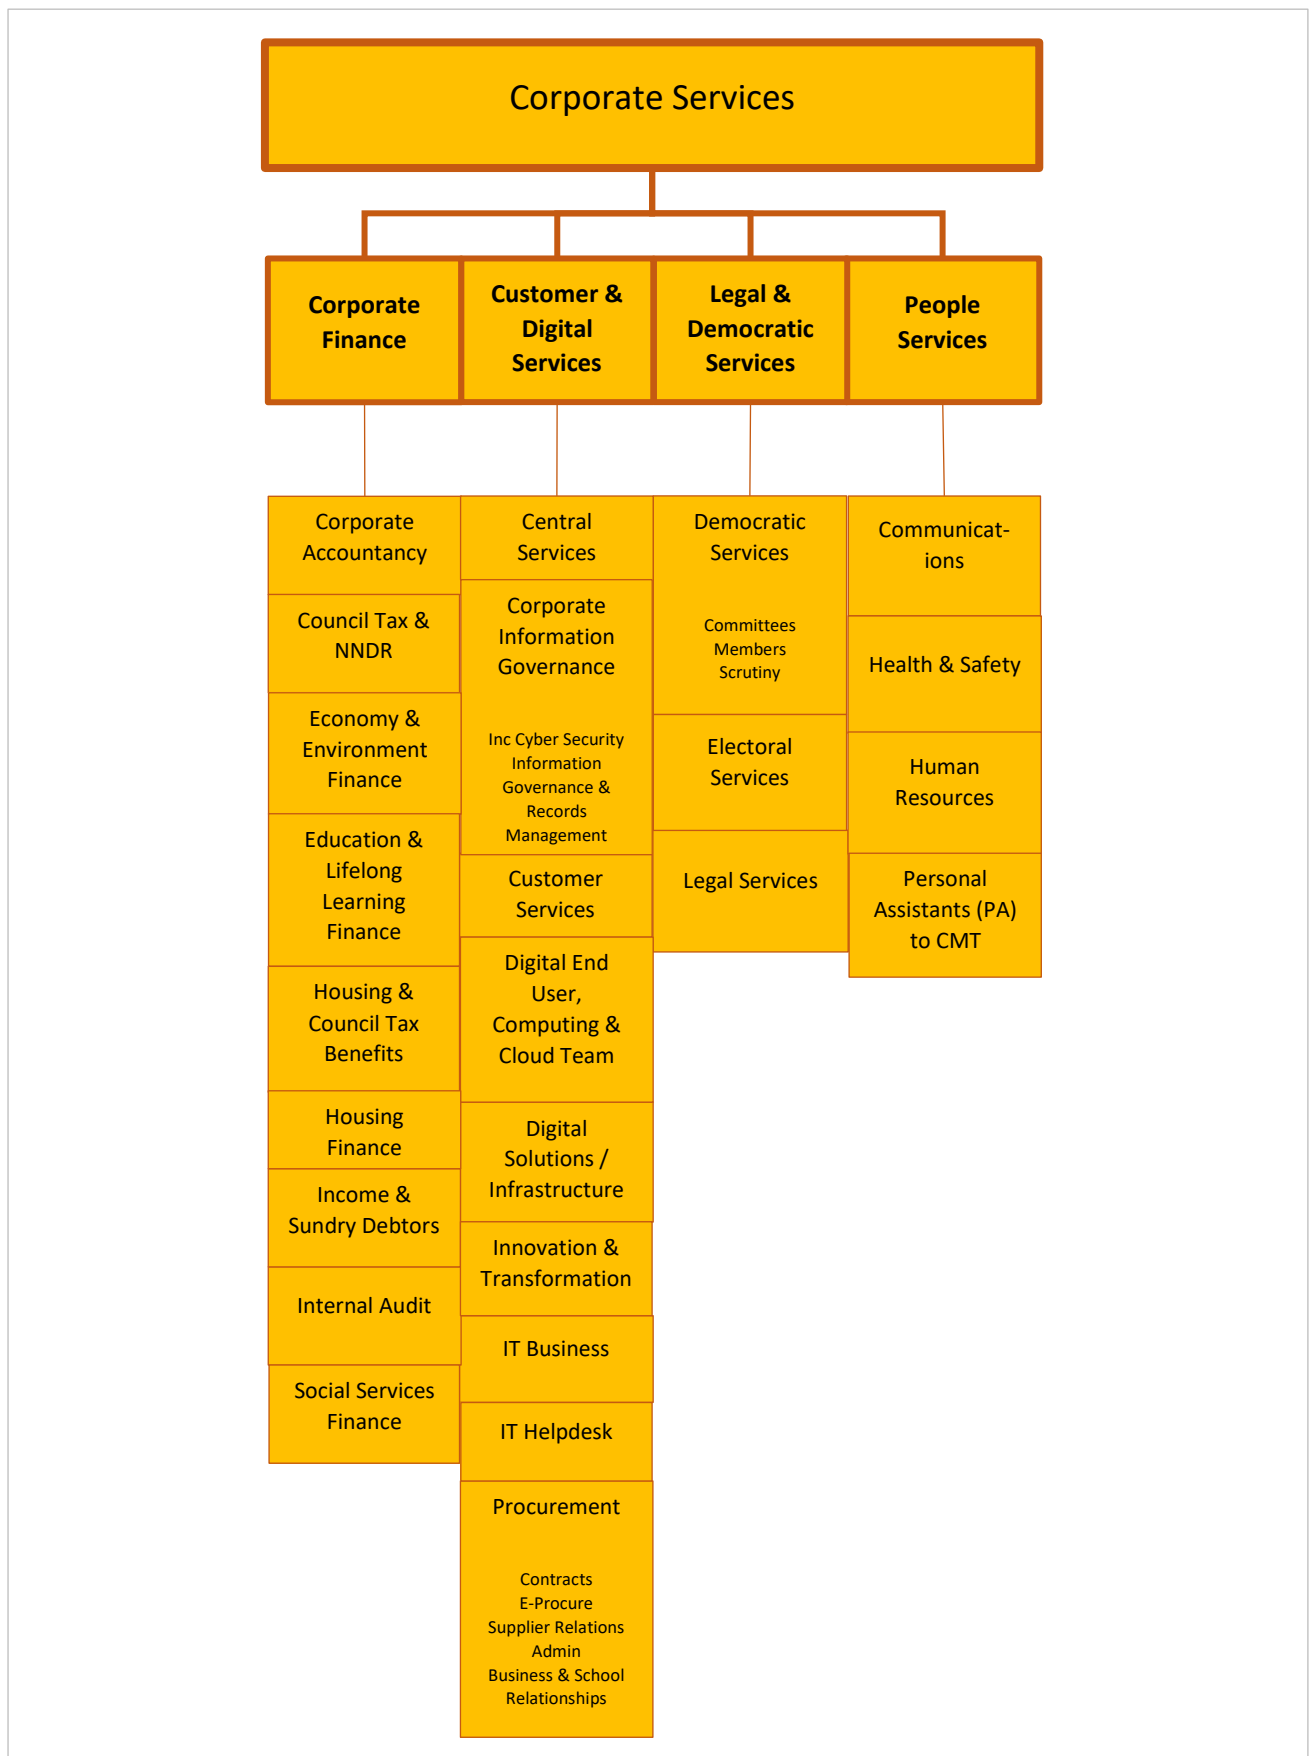 Corporate Services
Corporate
Finance
Customer &
Digital
Services
Legal &
Democratic
Services
People
Services
Corporate
Accountancy
Council Tax &
NNDR
Economy &
Environment
Finance
Education &
Lifelong
Learning
Finance
Housing &
Council Tax
Benefits
Housing
Finance
Income &
Sundry Debtors
Internal Audit
Social Services
Finance
Central
Services
Corporate
Information
Governance
Inc Cyber Security
Information
Governance &
Records
Management
Customer
Services
Digital End
User,
Computing &
Cloud Team
Digital
Solutions /
Infrastructure
Innovation &
Transformation
IT Business
IT Helpdesk
Procurement
Contracts
E-Procure
Supplier Relations
Admin
Business & School
Relationships
Democratic
Services
Committees
Members
Scrutiny
Electoral
Services
Legal Services
Communicat-
ions
Health & Safety
Human
Resources
Personal
Assistants (PA)
to CMT